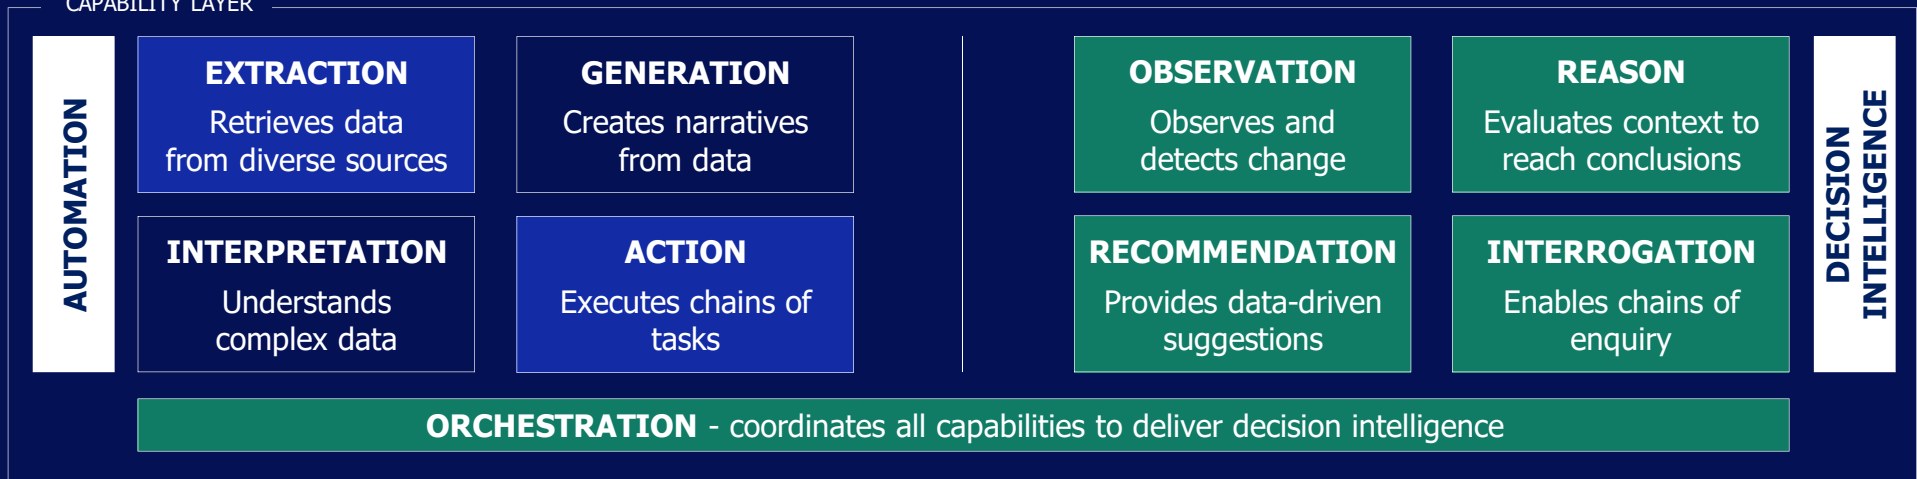 CAPABILITY LAYER
AUTOMATION
EXTRACTION
Retrieves data
from diverse sources
GENERATION
Creates narratives
from data
INTERPRETATION
Understands
complex data
ACTION
Executes chains of
tasks
OBSERVATION
Observes and
detects change
REASON
Evaluates context to
reach conclusions
RECOMMENDATION
Provides data-driven
suggestions
INTERROGATION
Enables chains of
enquiry
DECISION
INTELLIGENCE
ORCHESTRATION - coordinates all capabilities to deliver decision intelligence